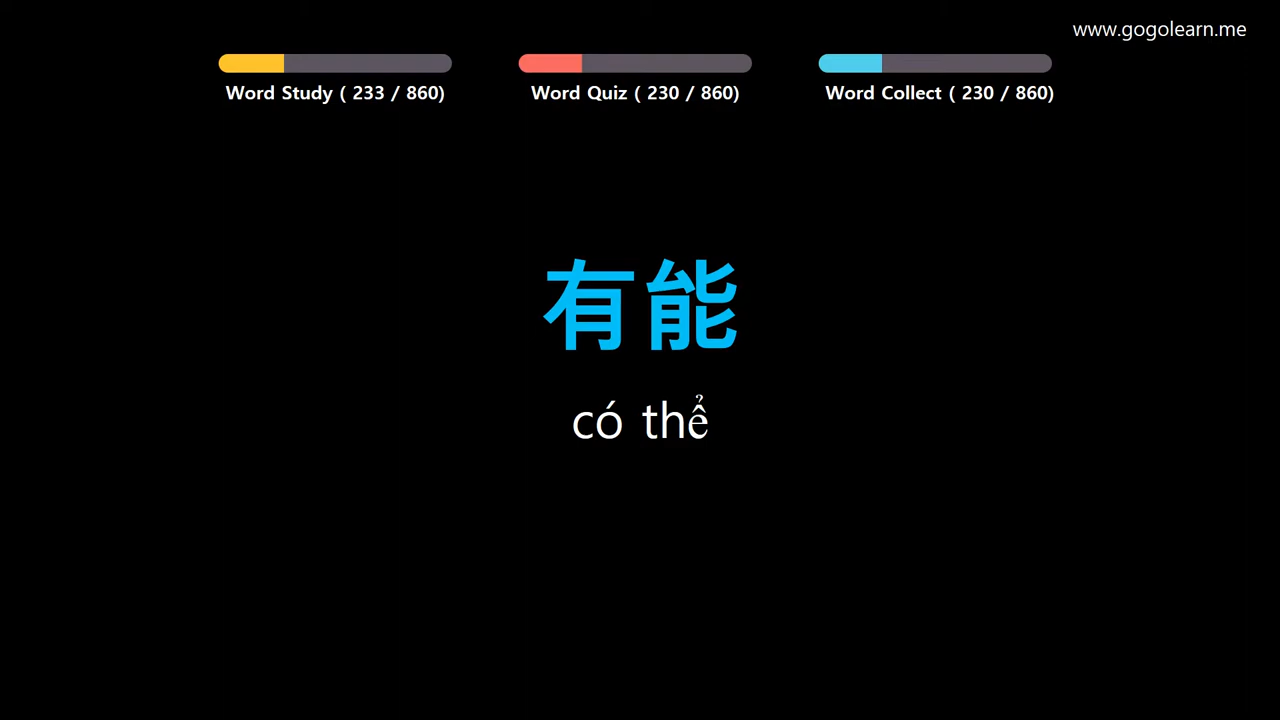 www.gogolearn.me
Word Study ( 233 / 860)
Word Quiz ( 230 / 860)
Word Collect ( 230 / 860)
有能
có thể